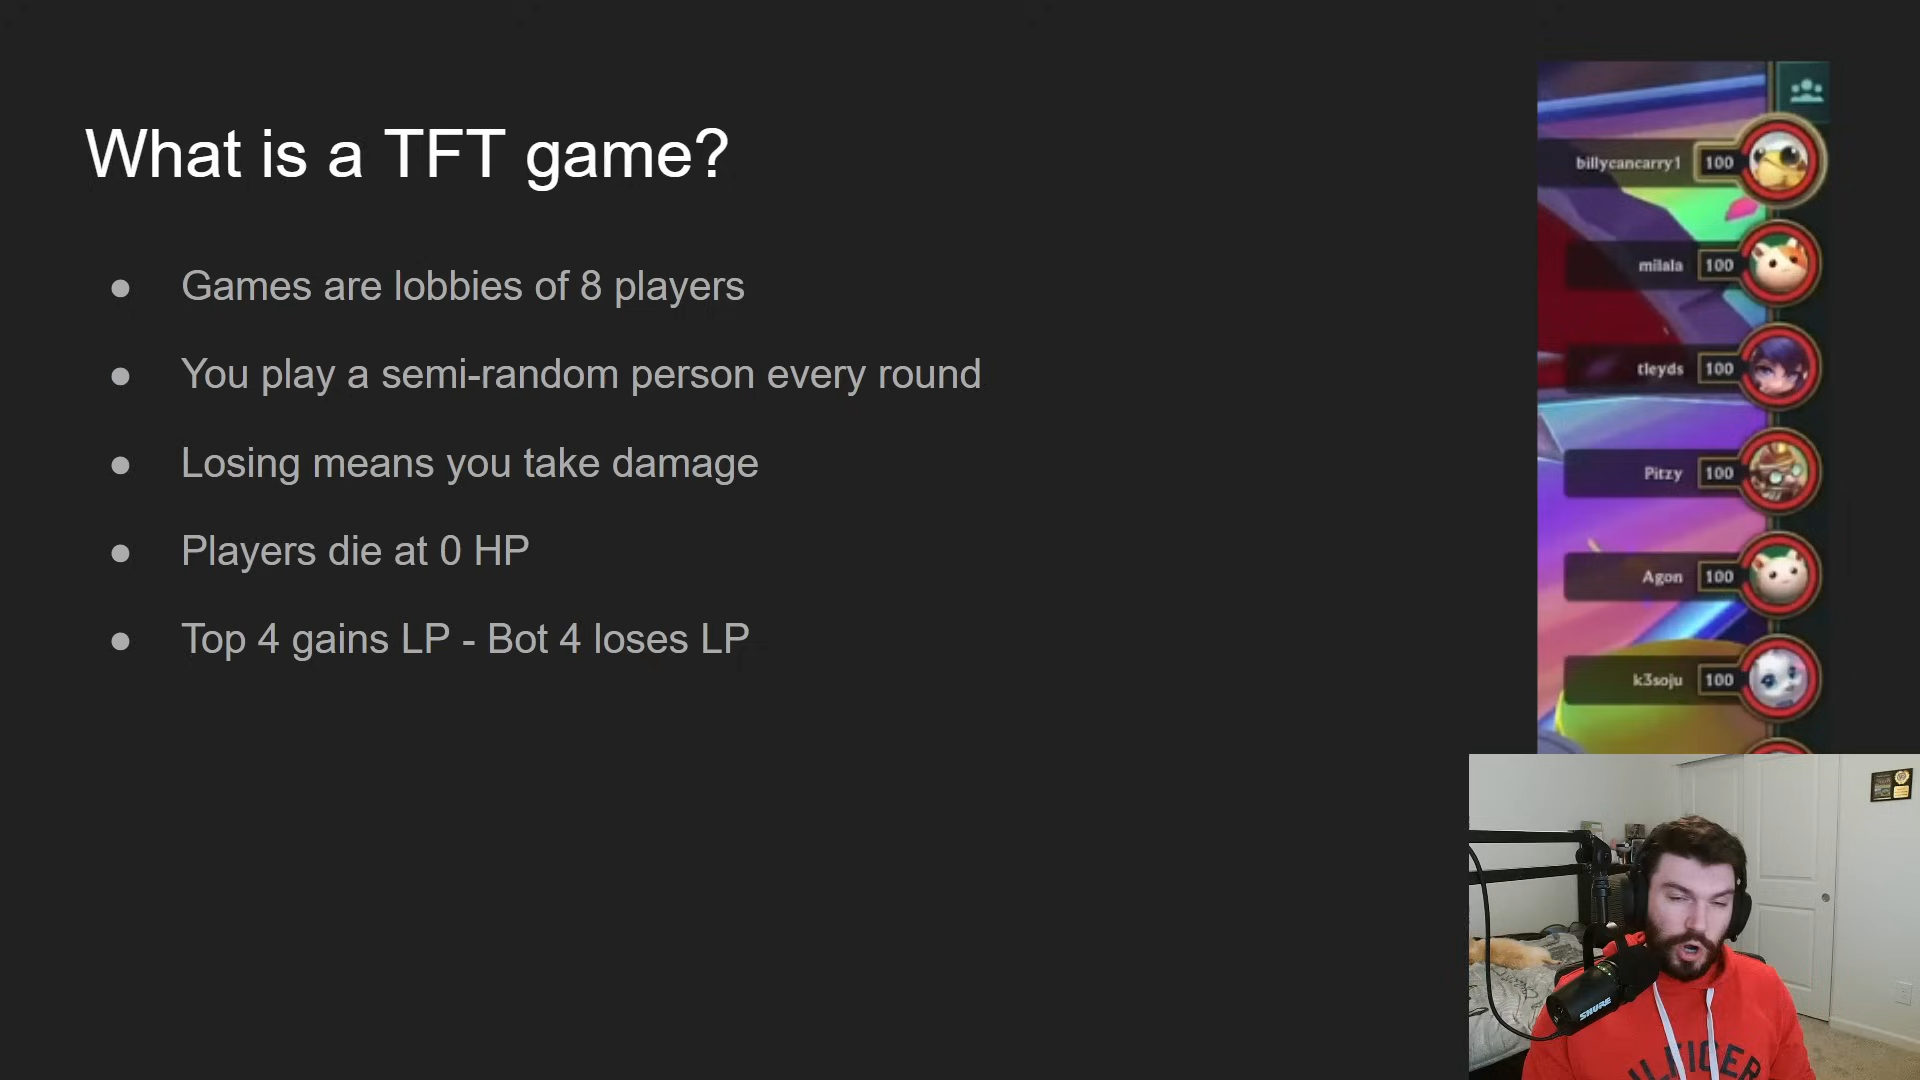 What is a TFT game?
● Games are lobbies of 8 players
● You play a semi-random person every round
● Losing means you take damage
● Players die at 0 HP
● Top 4 gains LP - Bot 4 loses LP
billycancarry1 100
milala 100
tleyds 100
Pitzy 100
Agon 100
k3soju 100
SHURE
ILFIGER